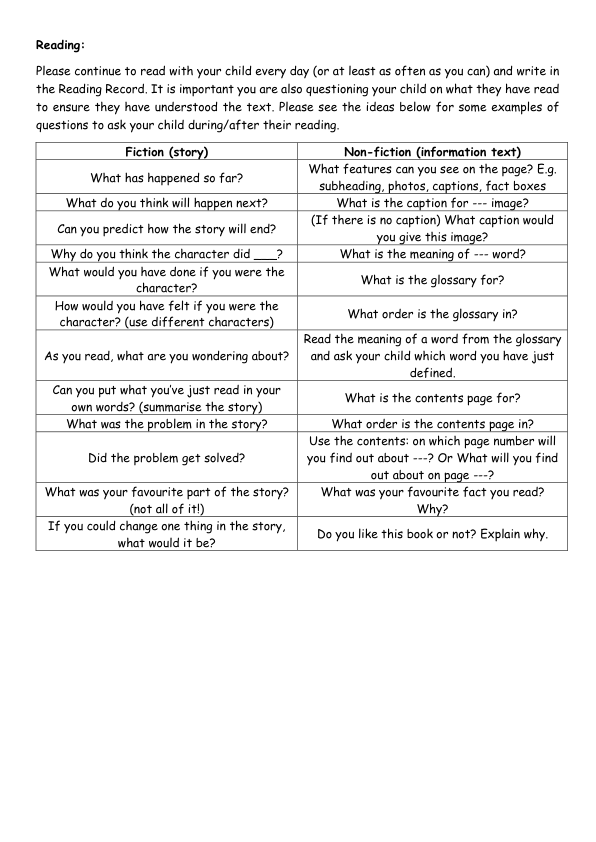 Reading:
Please continue to read with your child every day (or at least as often as you can) and write in
the Reading Record. It is important you are also questioning your child on what they have read
to ensure they have understood the text. Please see the ideas below for some examples of
questions to ask your child during/after their reading.
Fiction (story)
Non-fiction (information text)
What has happened so far?
What features can you see on the page? E.g.
subheading, photos, captions, fact boxes
What do you think will happen next?
What is the caption for --- image?
Can you predict how the story will end?
(If there is no caption) What caption would
you give this image?
Why do you think the character did ___?
What is the meaning of --- word?
What would you have done if you were the
character?
What is the glossary for?
How would you have felt if you were the
character? (use different characters)
What order is the glossary in?
As you read, what are you wondering about?
Read the meaning of a word from the glossary
and ask your child which word you have just
defined.
Can you put what you've just read in your
own words? (summarise the story)
What is the contents page for?
What was the problem in the story?
What order is the contents page in?
Did the problem get solved?
Use the contents: on which page number will
you find out about ---? Or What will you find
out about on page ---?
What was your favourite part of the story?
(not all of it!)
What was your favourite fact you read?
Why?
If you could change one thing in the story,
what would it be?
Do you like this book or not? Explain why.